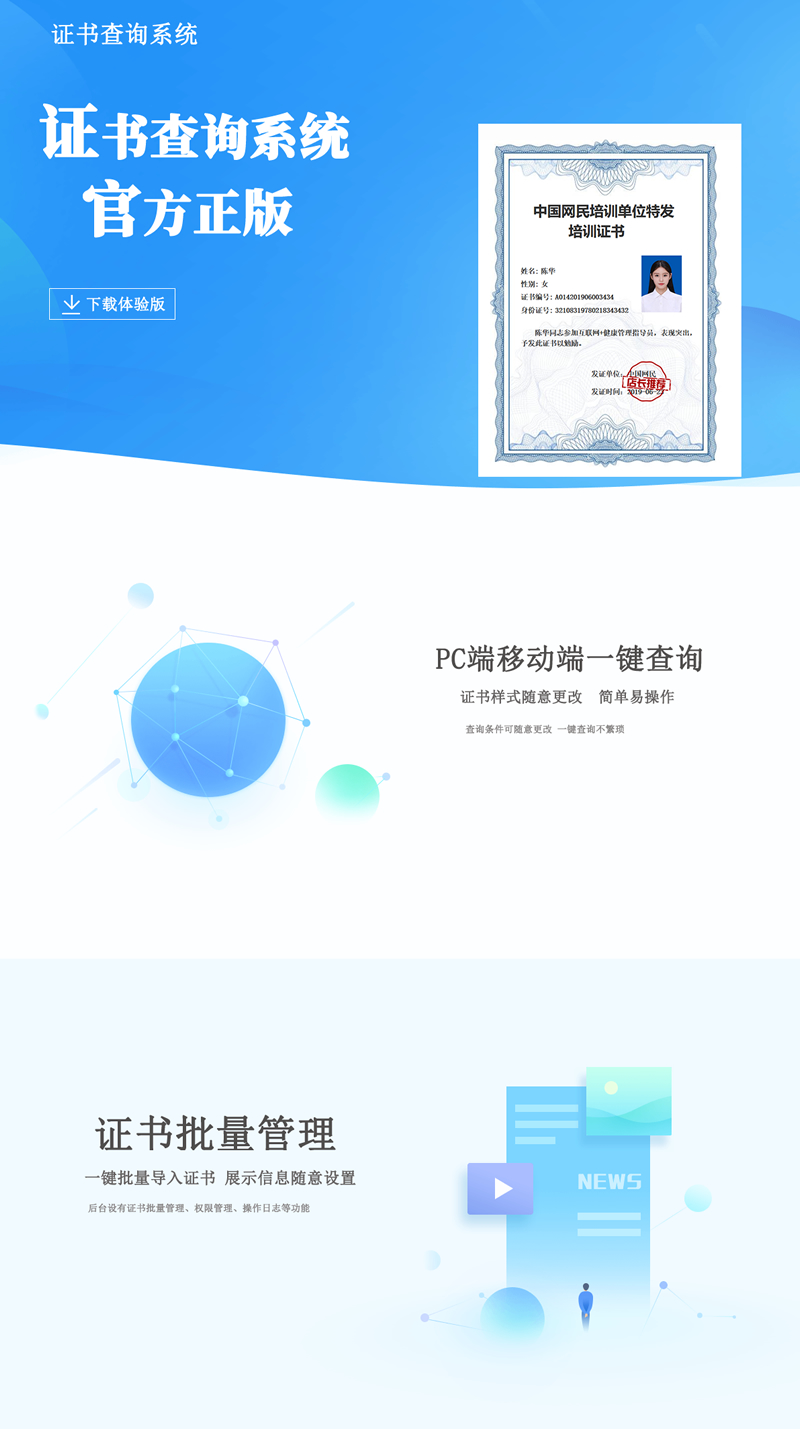 证书查询系统
证书查询系统
官方正版
下载体验版
中国网民培训单位特发
培训证书
姓名: 陈华
性别: 女
证书编号: A014201906003434
身份证号: 32108319780218343432
陈华同志参加互联网+健康管理指导员, 表现突出,
予发此证书以勉励。
发证单位: 中国网民
店长推荐
发证时间: 2019-06-2
PC端移动端一键查询
证书样式随意更改 简单易操作
查询条件可随意更改 一键查询不繁琐
证书批量管理
一键批量导入证书 展示信息随意设置
后台设有证书批量管理、权限管理、操作日志等功能
NEWS